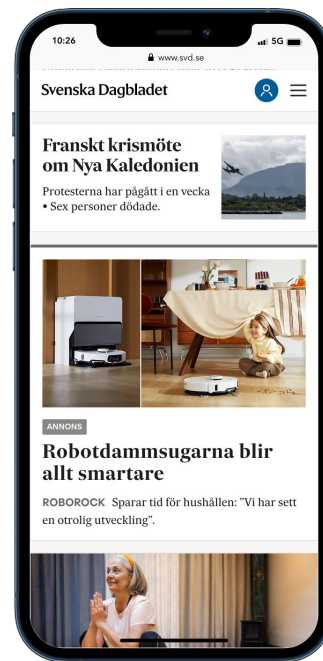 10:26
5G
www.svd.se
Svenska Dagbladet
Franskt krismöte
om Nya Kaledonien
Protesterna har pågått i en vecka
• Sex personer dödade.
ANNONS
Robotdammsugarna blir
allt smartare
ROBOROCK Sparar tid för hushållen: ”Vi har sett
en otrolig utveckling”.